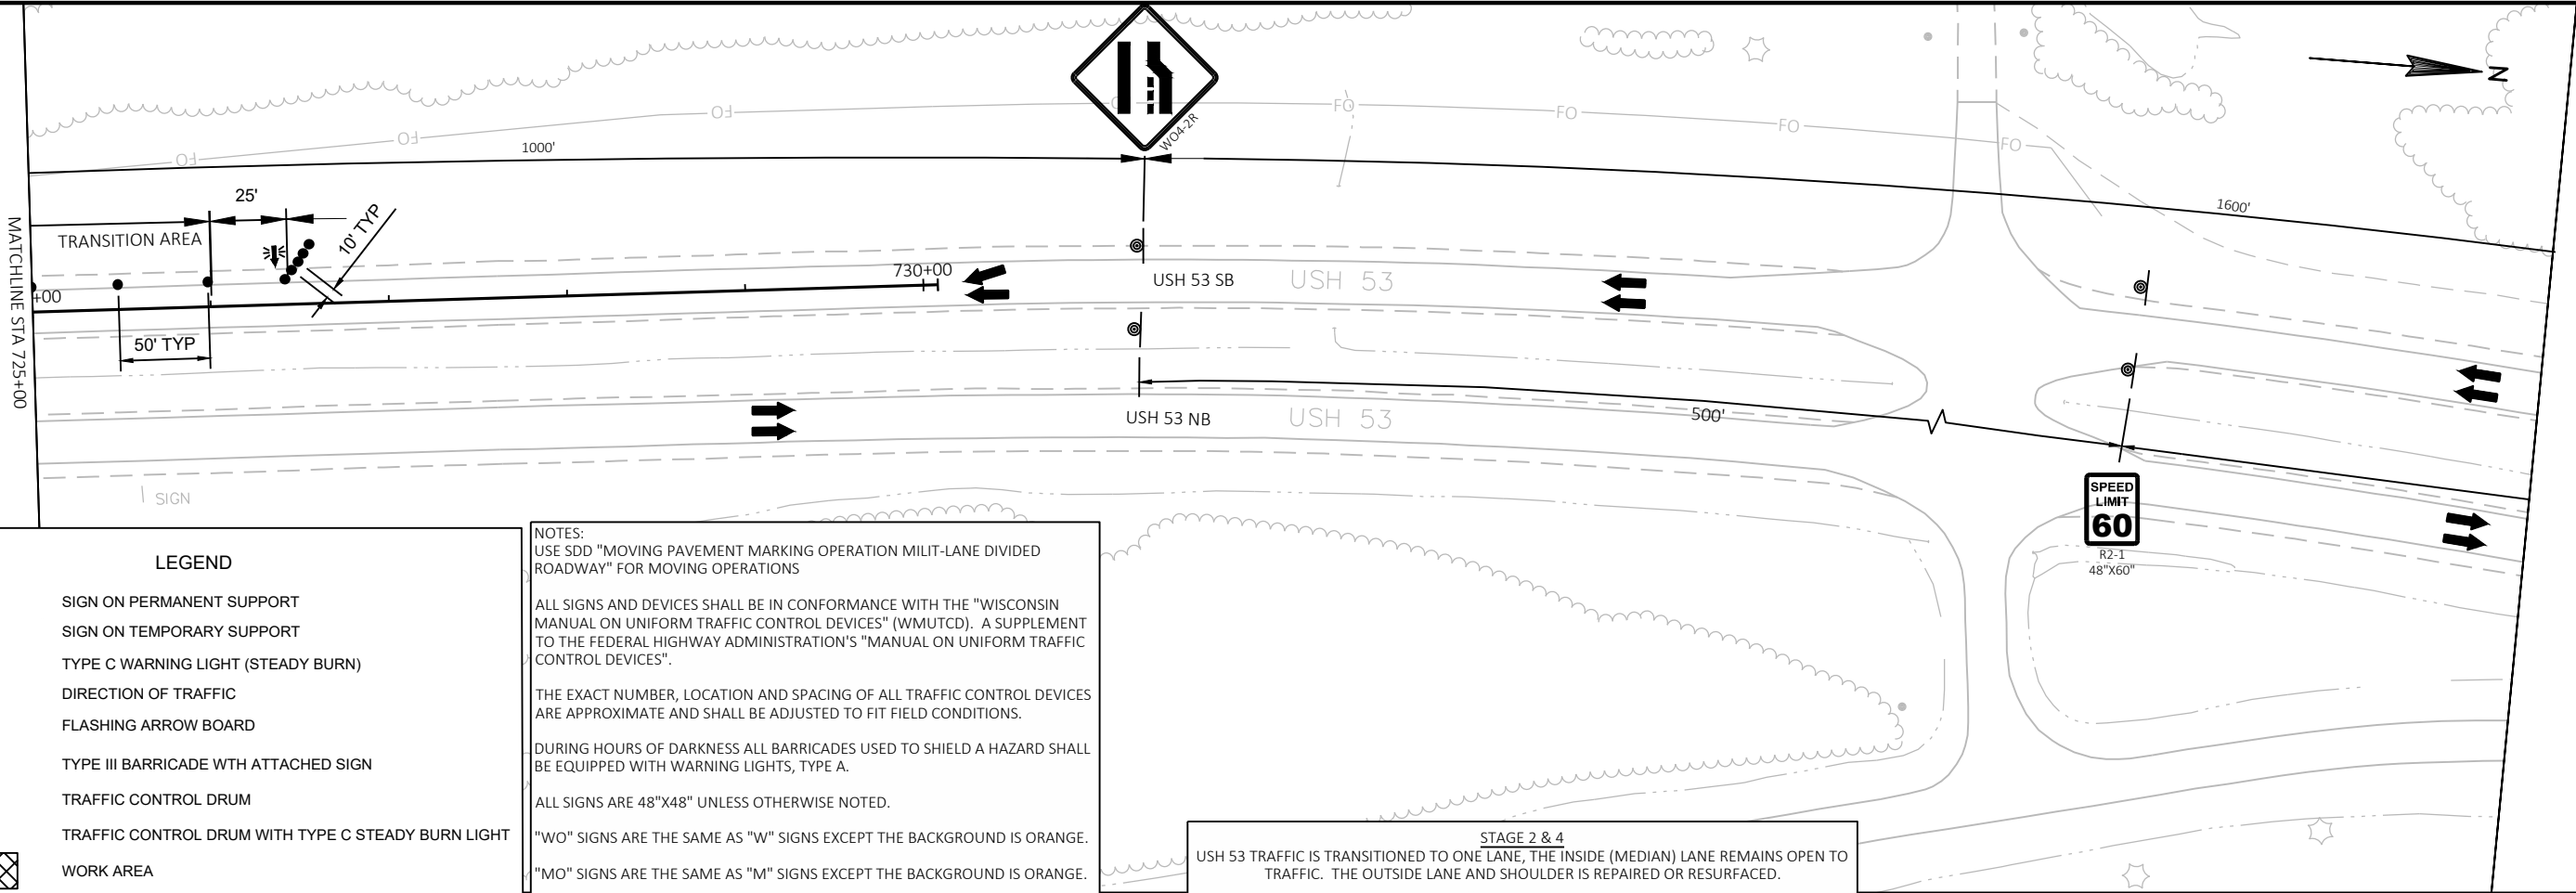 N
WO4-2R
FO
FO
FO
FO
FO
FO
FO
FO
1000'
1600'
25'
10' TYP
TRANSITION AREA
MATCHLINE STA 725+00
+00
730+00
50' TYP
USH 53 SB
USH 53
500'
USH 53 NB
USH 53
SIGN
SPEED
LIMIT
60
R2-1
48"X60"
LEGEND
SIGN ON PERMANENT SUPPORT
SIGN ON TEMPORARY SUPPORT
TYPE C WARNING LIGHT (STEADY BURN)
DIRECTION OF TRAFFIC
FLASHING ARROW BOARD
TYPE III BARRICADE WTH ATTACHED SIGN
TRAFFIC CONTROL DRUM
TRAFFIC CONTROL DRUM WITH TYPE C STEADY BURN LIGHT
WORK AREA
NOTES:
USE SDD "MOVING PAVEMENT MARKING OPERATION MILIT-LANE DIVIDED
ROADWAY" FOR MOVING OPERATIONS
ALL SIGNS AND DEVICES SHALL BE IN CONFORMANCE WITH THE "WISCONSIN
MANUAL ON UNIFORM TRAFFIC CONTROL DEVICES" (WMUTCD). A SUPPLEMENT
TO THE FEDERAL HIGHWAY ADMINISTRATION'S "MANUAL ON UNIFORM TRAFFIC
CONTROL DEVICES".
THE EXACT NUMBER, LOCATION AND SPACING OF ALL TRAFFIC CONTROL DEVICES
ARE APPROXIMATE AND SHALL BE ADJUSTED TO FIT FIELD CONDITIONS.
DURING HOURS OF DARKNESS ALL BARRICADES USED TO SHIELD A HAZARD SHALL
BE EQUIPPED WITH WARNING LIGHTS, TYPE A.
ALL SIGNS ARE 48"X48" UNLESS OTHERWISE NOTED.
"WO" SIGNS ARE THE SAME AS "W" SIGNS EXCEPT THE BACKGROUND IS ORANGE.
"MO" SIGNS ARE THE SAME AS "M" SIGNS EXCEPT THE BACKGROUND IS ORANGE.
STAGE 2 & 4
USH 53 TRAFFIC IS TRANSITIONED TO ONE LANE, THE INSIDE (MEDIAN) LANE REMAINS OPEN TO
TRAFFIC. THE OUTSIDE LANE AND SHOULDER IS REPAIRED OR RESURFACED.